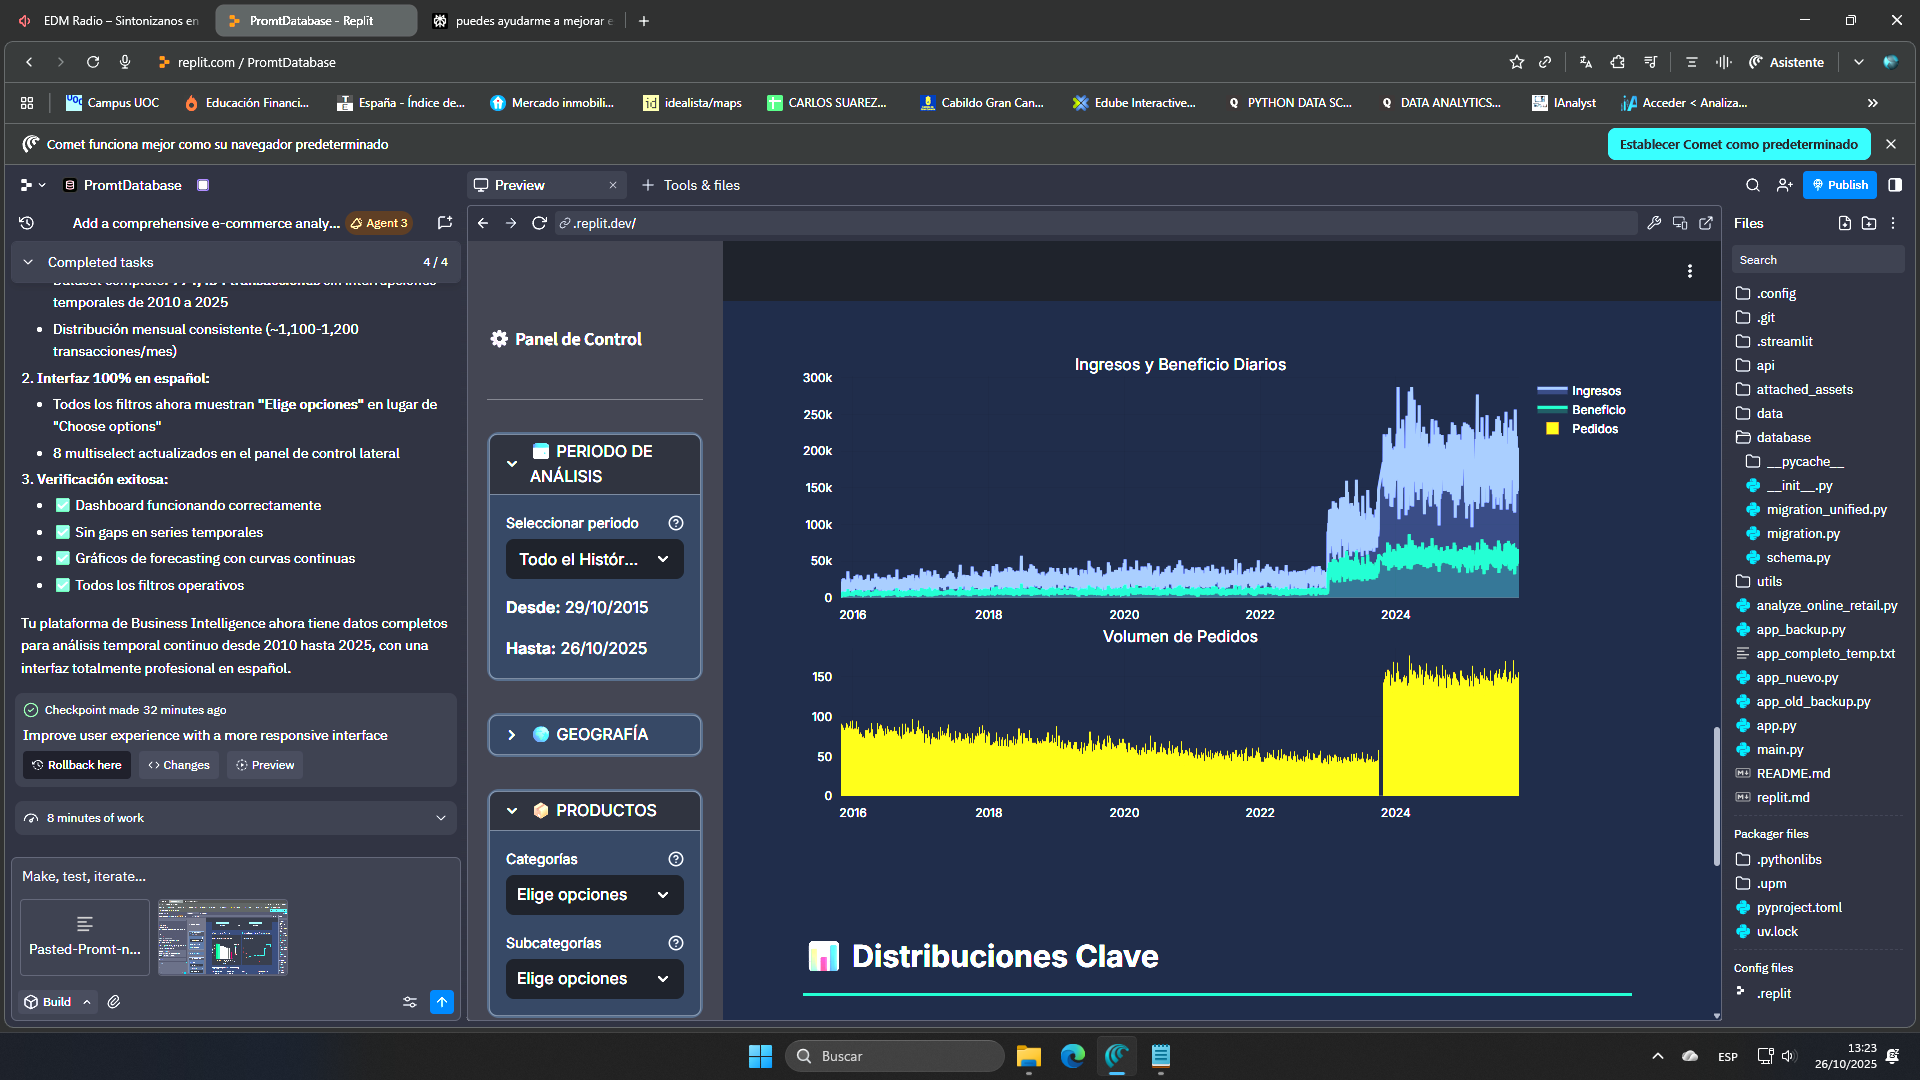 EDM Radio – Sintonizanos en
PromtDatabase - Replit
puedes ayudarme a mejorar e
replit.com / PromtDatabase
Asistente
Campus UOC
Educación Financi...
España - Índice de...
Mercado inmobili...
idealista/maps
CARLOS SUAREZ...
Cabildo Gran Can...
Edube Interactive...
PYTHON DATA SC...
DATA ANALYTICS...
IAnalyst
Acceder < Analiza...
Comet funciona mejor como su navegador predeterminado
Establecer Comet como predeterminado
PromtDatabase
Preview
Tools & files
Publish
Add a comprehensive e-commerce analy...
Agent 3
.replit.dev/
Files
Completed tasks
4 / 4
Search
temporales de 2010 a 2025
Distribución mensual consistente (~1,100-1,200
transacciones/mes)
2. Interfaz 100% en español:
Todos los filtros ahora muestran "Elige opciones" en lugar de
"Choose options"
8 multiselect actualizados en el panel de control lateral
3. Verificación exitosa:
Dashboard funcionando correctamente
Sin gaps en series temporales
Gráficos de forecasting con curvas continuas
Todos los filtros operativos
Tu plataforma de Business Intelligence ahora tiene datos completos
para análisis temporal continuo desde 2010 hasta 2025, con una
interfaz totalmente profesional en español.
Checkpoint made 32 minutes ago
Improve user experience with a more responsive interface
Rollback here
Changes
Preview
8 minutes of work
Make, test, iterate...
Pasted-Promt-n...
Build
Panel de Control
PERIODO DE
ANÁLISIS
Seleccionar periodo
Todo el Histór...
Desde: 29/10/2015
Hasta: 26/10/2025
GEOGRAFÍA
PRODUCTOS
Categorías
Elige opciones
Subcategorías
Elige opciones
Ingresos y Beneficio Diarios
300k
250k
200k
150k
100k
50k
0
2016
2018
2020
2022
2024
Ingresos
Beneficio
Pedidos
Volumen de Pedidos
150
100
50
0
2016
2018
2020
2022
2024
Distribuciones Clave
.config
.git
.streamlit
api
attached_assets
data
database
__pycache__
__init__.py
migration_unified.py
migration.py
schema.py
utils
analyze_online_retail.py
app_backup.py
app_completo_temp.txt
app_nuevo.py
app_old_backup.py
app.py
main.py
README.md
replit.md
Packager files
.pythonlibs
.upm
pyproject.toml
uv.lock
Config files
.replit
Buscar
ESP
13:23
26/10/2025